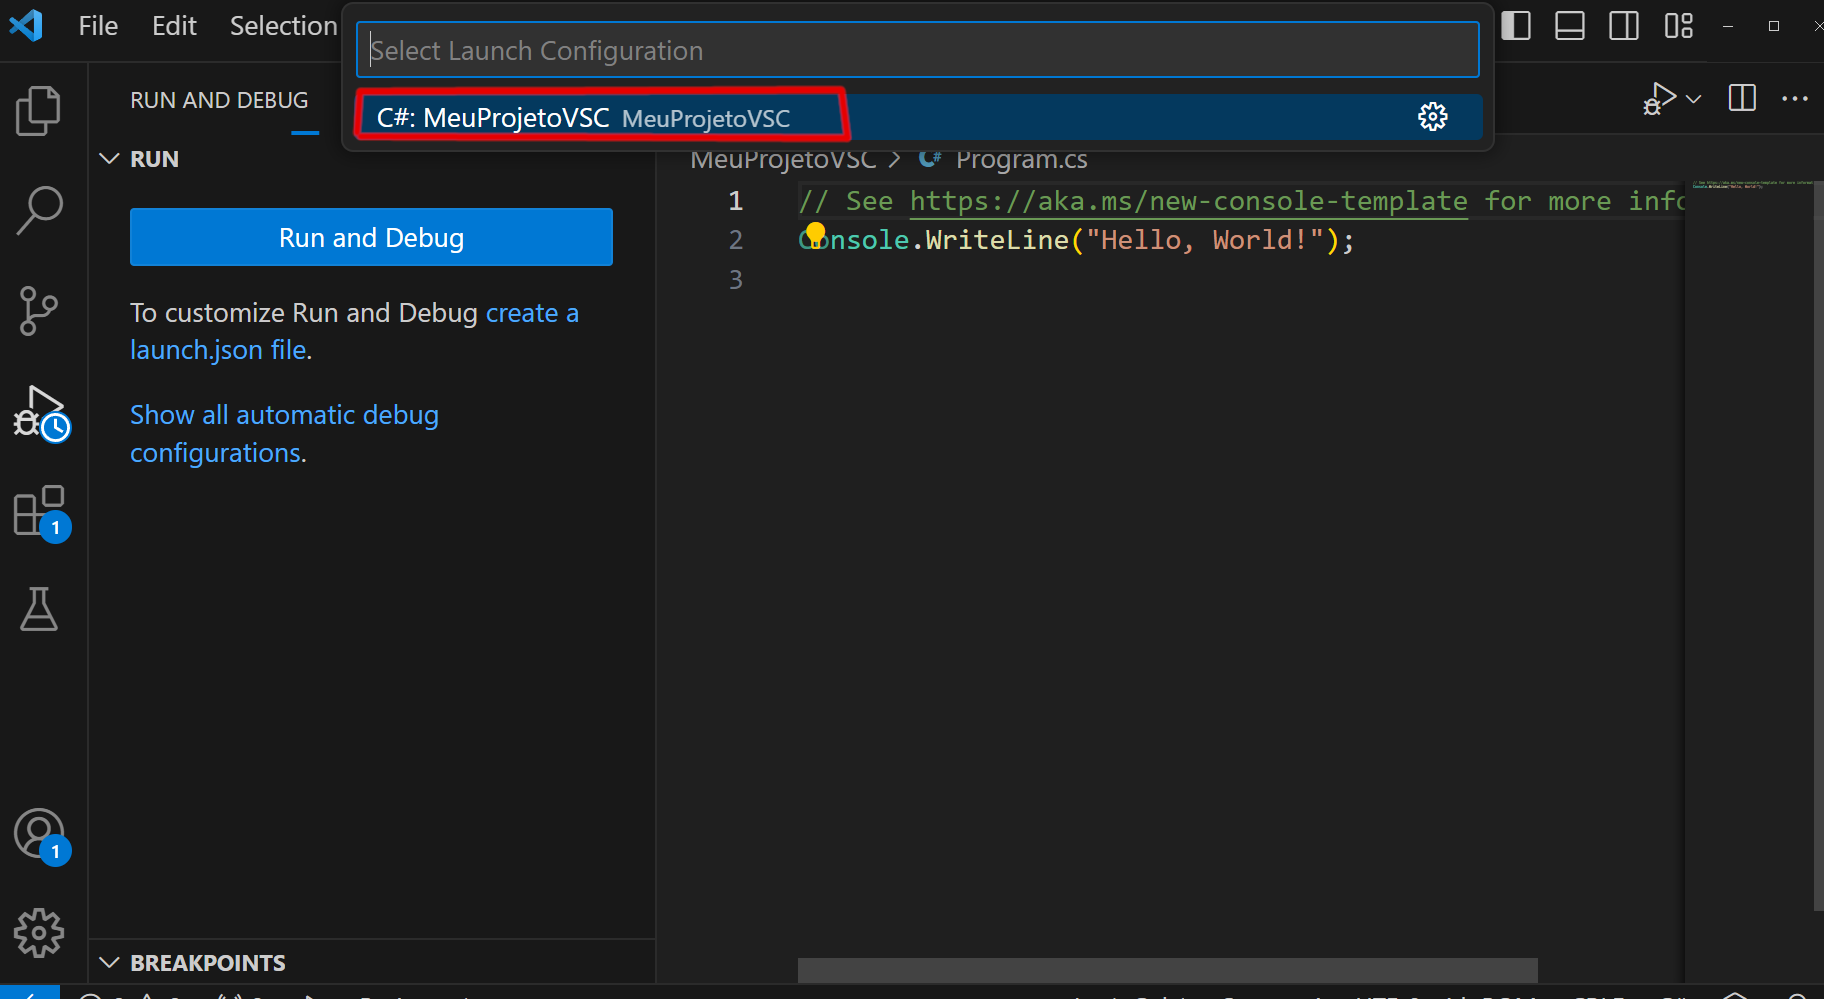 File Edit Selection
Select Launch Configuration
C#: MeuProjetoVSC MeuProjetoVSC
RUN AND DEBUG
RUN
Run and Debug
To customize Run and Debug create a
launch.json file.
Show all automatic debug
configurations.
BREAKPOINTS
MeuProjetoVSC > C# Program.cs
1 // See https://aka.ms/new-console-template for more info
2 Console.WriteLine("Hello, World!");
3
1
1